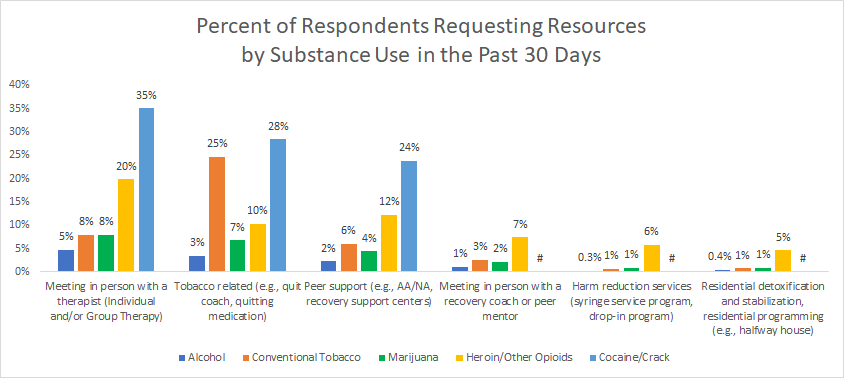 Percent of Respondents Requesting Resources
by Substance Use in the Past 30 Days
40%
35%
30%
25%
20%
15%
10%
5%
0%
5%
8%
8%
20%
35%
3%
25%
7%
10%
28%
2%
6%
4%
12%
24%
1%
3%
2%
7%
#
0.3%
1%
1%
6%
#
0.4%
1%
1%
5%
#
Meeting in person with a
therapist (Individual
and/or Group Therapy)
Tobacco related (e.g., quit
coach, quitting
medication)
Peer support (e.g., AA/NA,
recovery support centers)
Meeting in person with a
recovery coach or peer
mentor
Harm reduction services
(syringe service program,
drop-in program)
Residential detoxification
and stabilization,
residential programming
(e.g., halfway house)
Alcohol
Conventional Tobacco
Marijuana
Heroin/Other Opioids
Cocaine/Crack